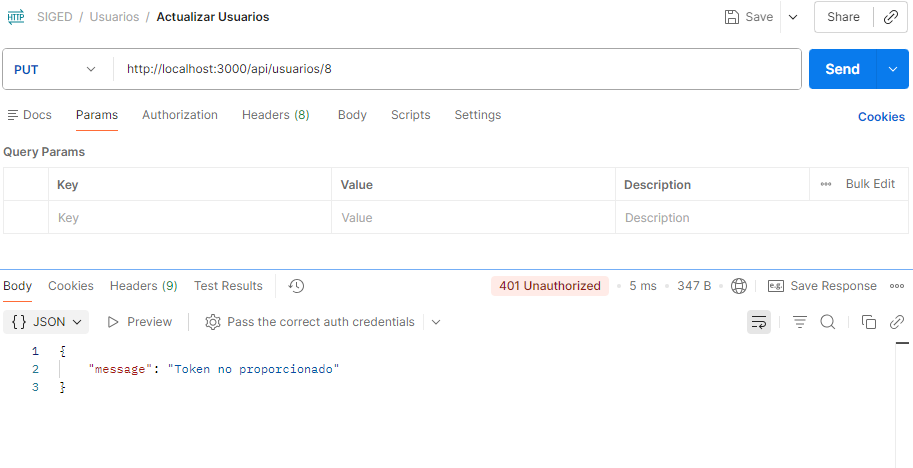 HTTP SIGED / Usuarios / Actualizar Usuarios Save Share
PUT http://localhost:3000/api/usuarios/8 Send
Docs Params Authorization Headers (8) Body Scripts Settings Cookies
Query Params
Key Value Description ••• Bulk Edit
Key Value Description
Body Cookies Headers (9) Test Results 401 Unauthorized • 5 ms • 347 B e.g. Save Response •••
{} JSON Preview Pass the correct auth credentials
1 {
2 "message": "Token no proporcionado"
3 }